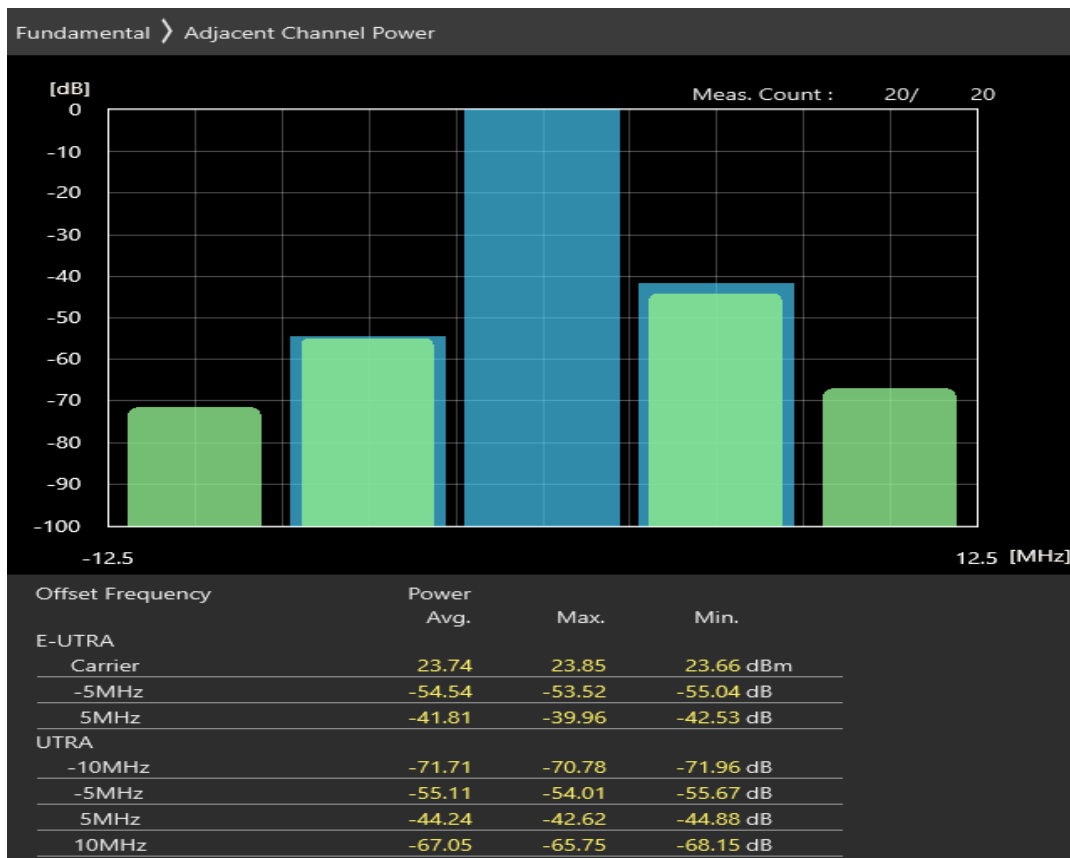 Fundamental 〉 Adjacent Channel Power
[dB]
Meas. Count : 20/ 20
0
-10
-20
-30
-40
-50
-60
-70
-80
-90
-100
-12.5 12.5 [MHz]
Offset Frequency Power
Avg. Max. Min.
E-UTRA
Carrier 23.74 23.85 23.66 dBm
-5MHz -54.54 -53.52 -55.04 dB
5MHz -41.81 -39.96 -42.53 dB
UTRA
-10MHz -71.71 -70.78 -71.96 dB
-5MHz -55.11 -54.01 -55.67 dB
5MHz -44.24 -42.62 -44.88 dB
10MHz -67.05 -65.75 -68.15 dB